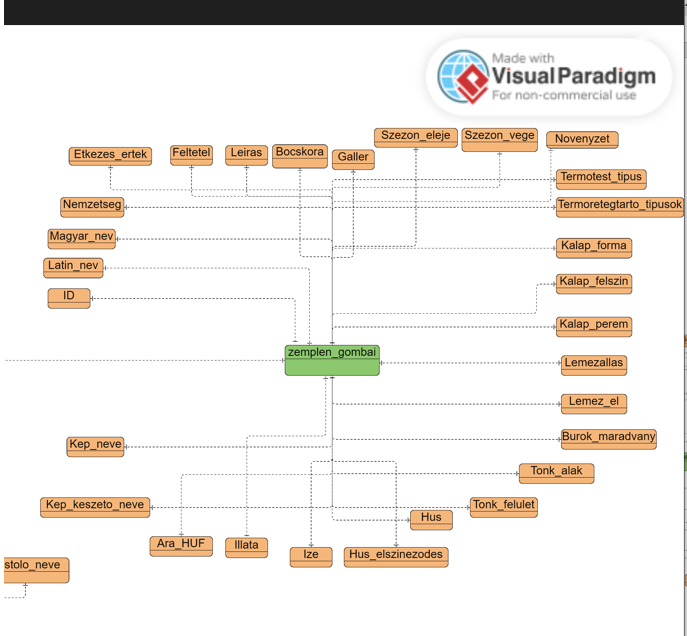 Made with
Visual Paradigm
For non-commercial use
Szezon_eleje
Szezon_vege
Novenyzet
Etkezes_ertek
Feltetel
Leiras
Bocskora
Galler
Termotest_tipus
Nemzetseg
Termoretegtarto_tipusok
Magyar_nev
Kalap_forma
Latin_nev
Kalap_felszin
ID
Kalap_perem
zemplen_gombai
Lemezallas
Lemez_el
Kep_neve
Burok_maradvany
Tonk_alak
Kep_keszeto_neve
Tonk_felulet
Hus
Ara_HUF
Illata
Ize
Hus_elszinezodes
stolo_neve